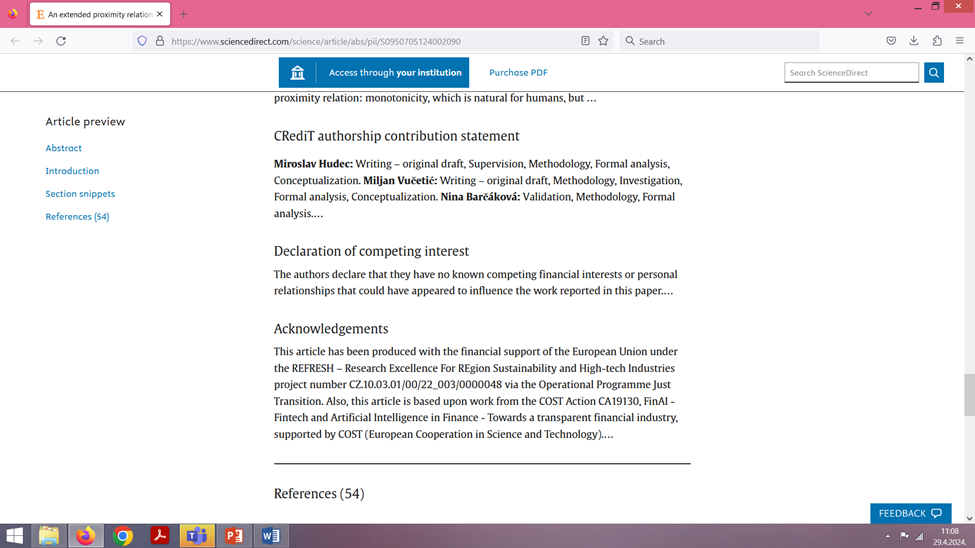 An extended proximity relation
https://www.sciencedirect.com/science/article/abs/pii/S0950705124002090
Search
Access through your institution
Purchase PDF
Search ScienceDirect
proximity relation: monotonicity, which is natural for humans, but …
Article preview
Abstract
Introduction
Section snippets
References (54)
CRediT authorship contribution statement
Miroslav Hudec: Writing – original draft, Supervision, Methodology, Formal analysis,
Conceptualization. Miljan Vučetić: Writing – original draft, Methodology, Investigation,
Formal analysis, Conceptualization. Nina Barčáková: Validation, Methodology, Formal
analysis.…
Declaration of competing interest
The authors declare that they have no known competing financial interests or personal
relationships that could have appeared to influence the work reported in this paper.…
Acknowledgements
This article has been produced with the financial support of the European Union under
the REFRESH – Research Excellence For REgion Sustainability and High-tech Industries
project number CZ.10.03.01/00/22_003/0000048 via the Operational Programme Just
Transition. Also, this article is based upon work from the COST Action CA19130, FinAI -
Fintech and Artificial Intelligence in Finance - Towards a transparent financial industry,
supported by COST (European Cooperation in Science and Technology).…
References (54)
FEEDBACK
11:08
29.4.2024.